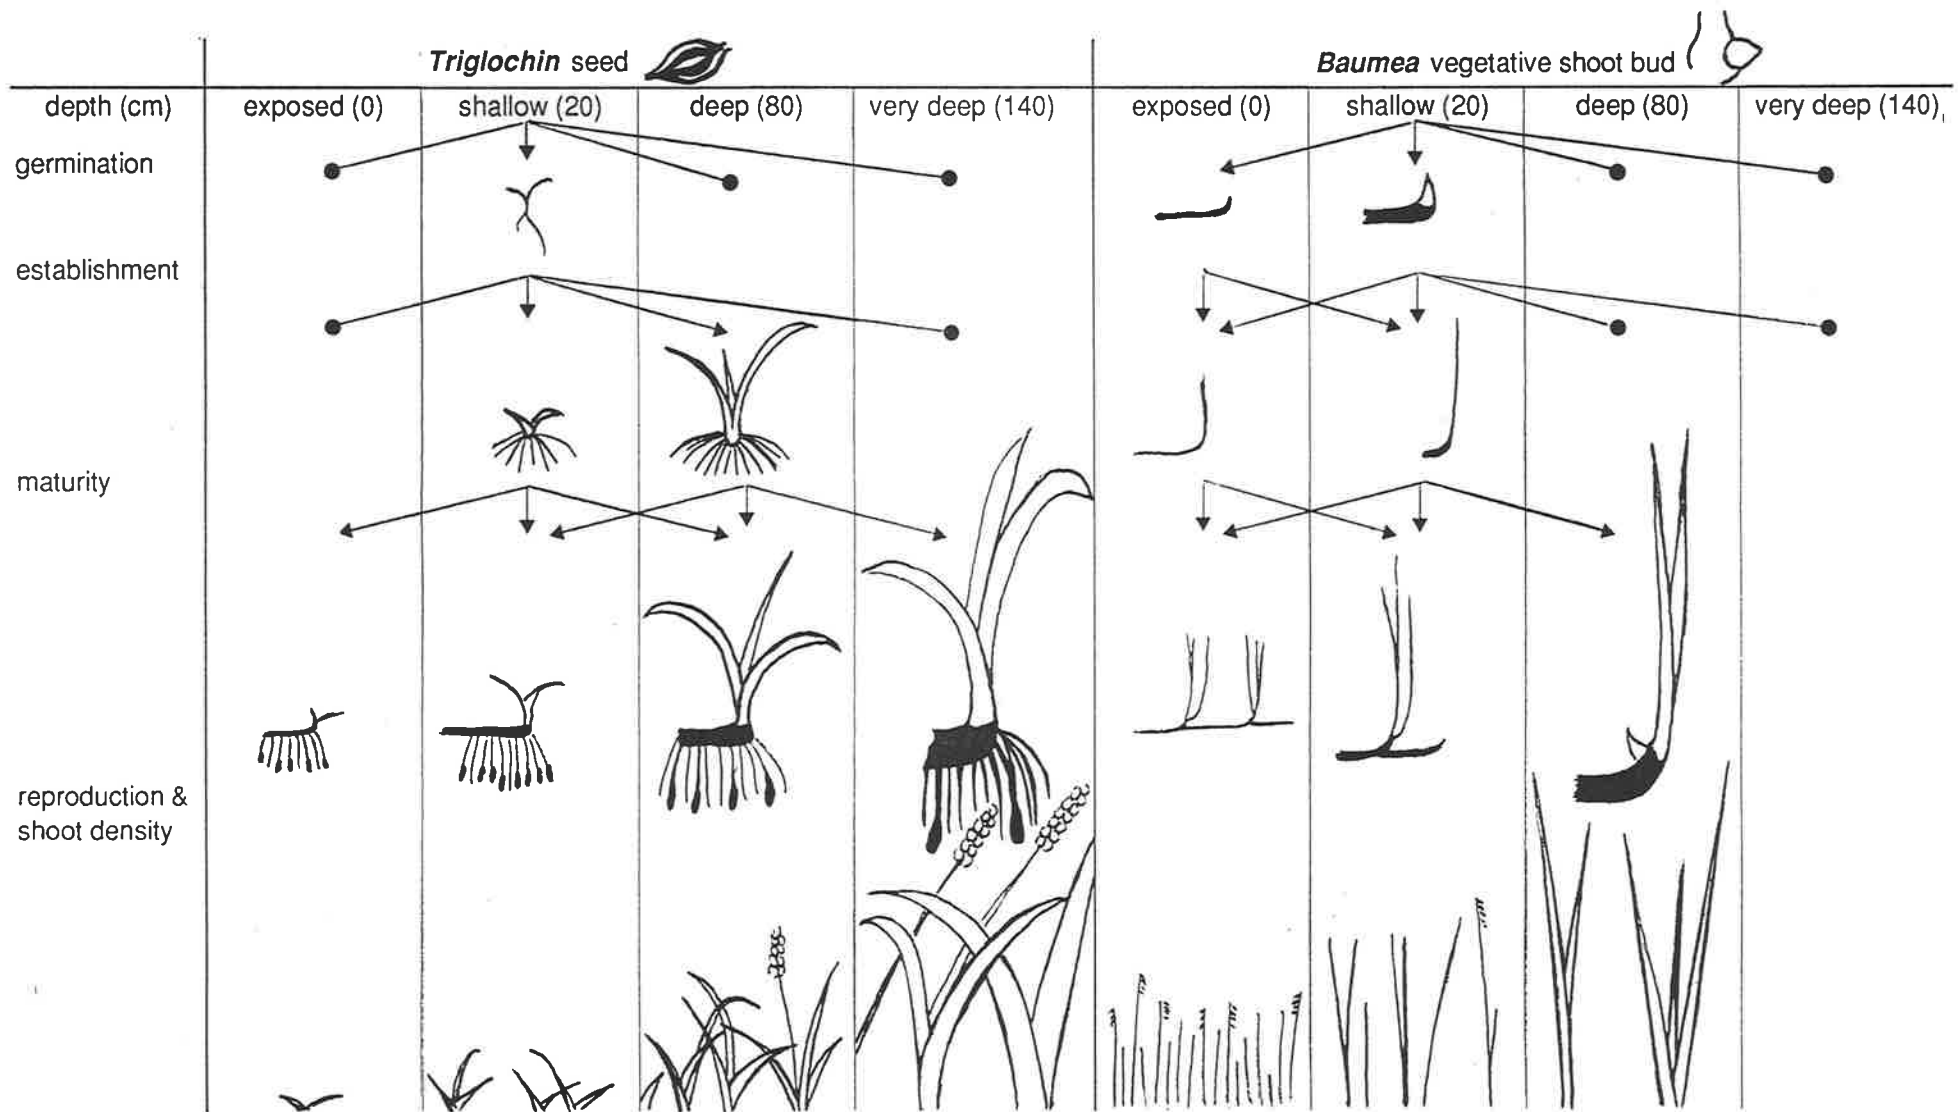 Triglochin seed
Baumea vegetative shoot bud
depth (cm) exposed (0) shallow (20) deep (80) very deep (140) exposed (0) shallow (20) deep (80) very deep (140)
germination
establishment
maturity
reproduction &
shoot density